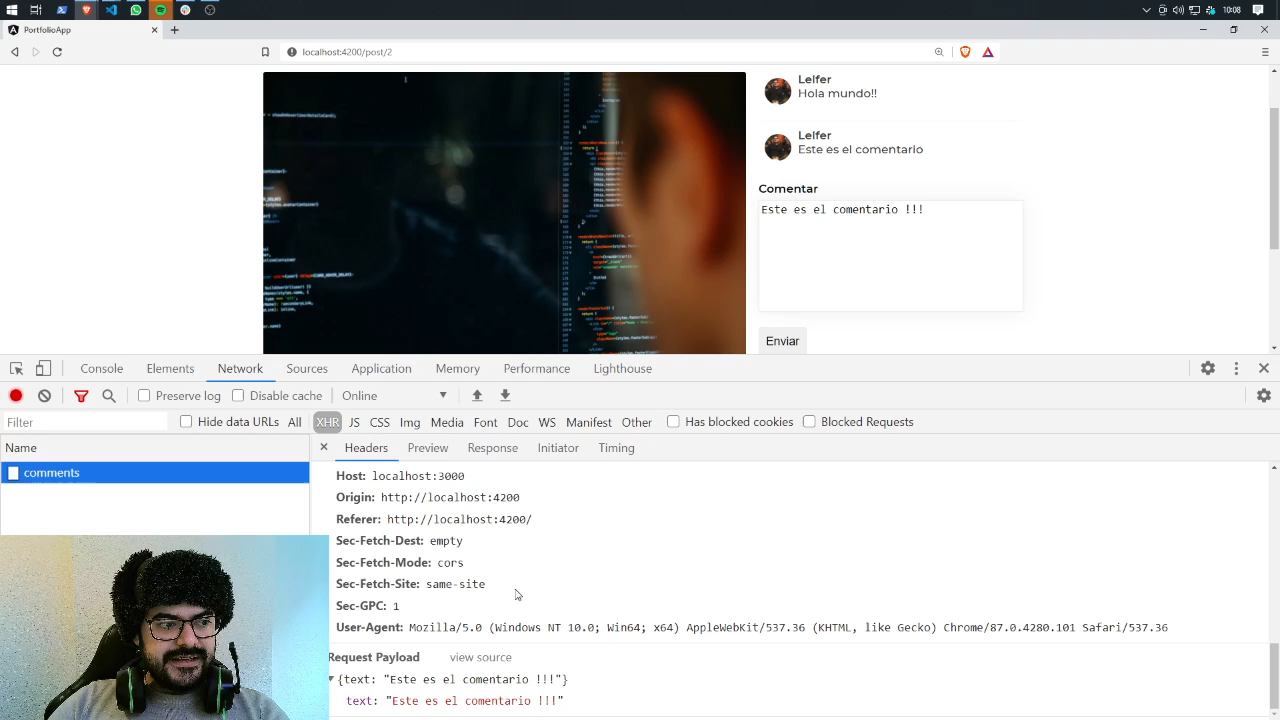 10:08
PortfolioApp
localhost:4200/post/2
Lelfer
Hola mundo!!
Lelfer
Este es el comentario
Comentar
Este es el comentario !!!
Enviar
Console Elements Network Sources Application Memory Performance Lighthouse
Preserve log Disable cache Online
Filter Hide data URLs All XHR JS CSS Img Media Font Doc WS Manifest Other Has blocked cookies Blocked Requests
Name Headers Preview Response Initiator Timing
comments
Host: localhost:3000
Origin: http://localhost:4200
Referer: http://localhost:4200/
Sec-Fetch-Dest: empty
Sec-Fetch-Mode: cors
Sec-Fetch-Site: same-site
Sec-GPC: 1
User-Agent: Mozilla/5.0 (Windows NT 10.0; Win64; x64) AppleWebKit/537.36 (KHTML, like Gecko) Chrome/87.0.4280.101 Safari/537.36
Request Payload view source
{text: "Este es el comentario !!!"}
text: "Este es el comentario !!!"